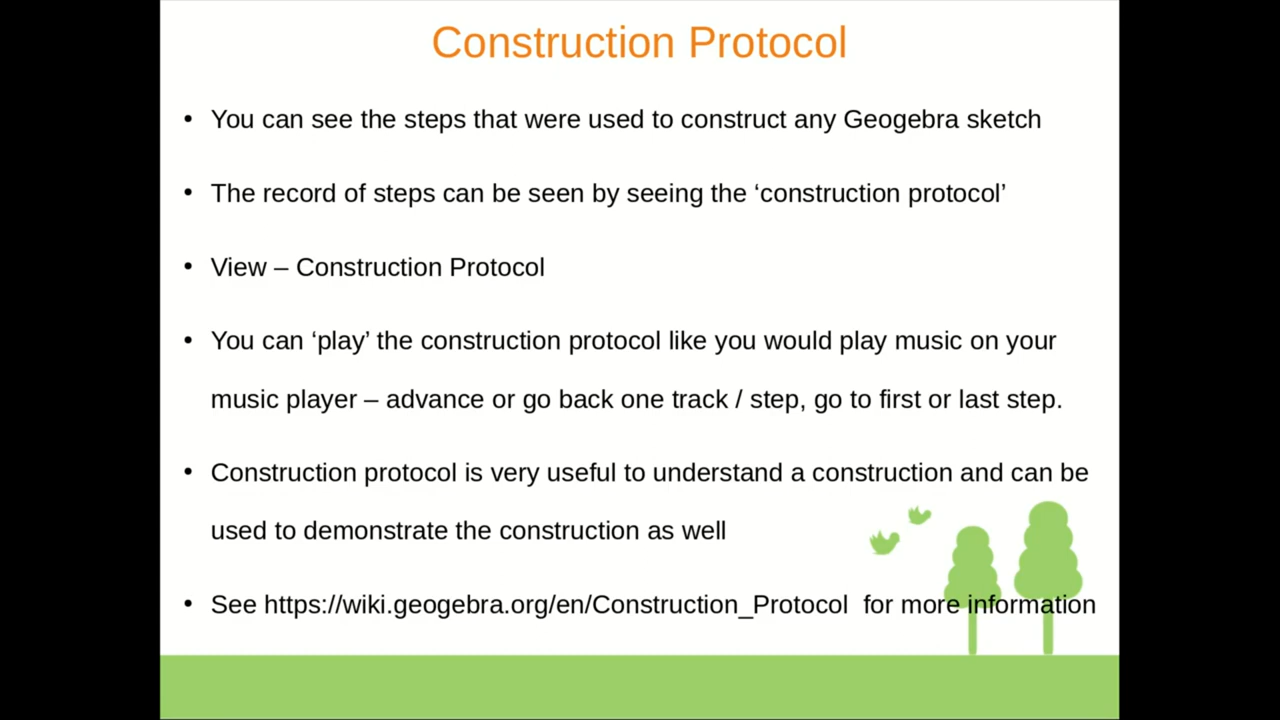 Construction Protocol
• You can see the steps that were used to construct any Geogebra sketch
• The record of steps can be seen by seeing the ‘construction protocol’
• View – Construction Protocol
• You can ‘play’ the construction protocol like you would play music on your
music player – advance or go back one track / step, go to first or last step.
• Construction protocol is very useful to understand a construction and can be
used to demonstrate the construction as well
• See https://wiki.geogebra.org/en/Construction_Protocol  for more information